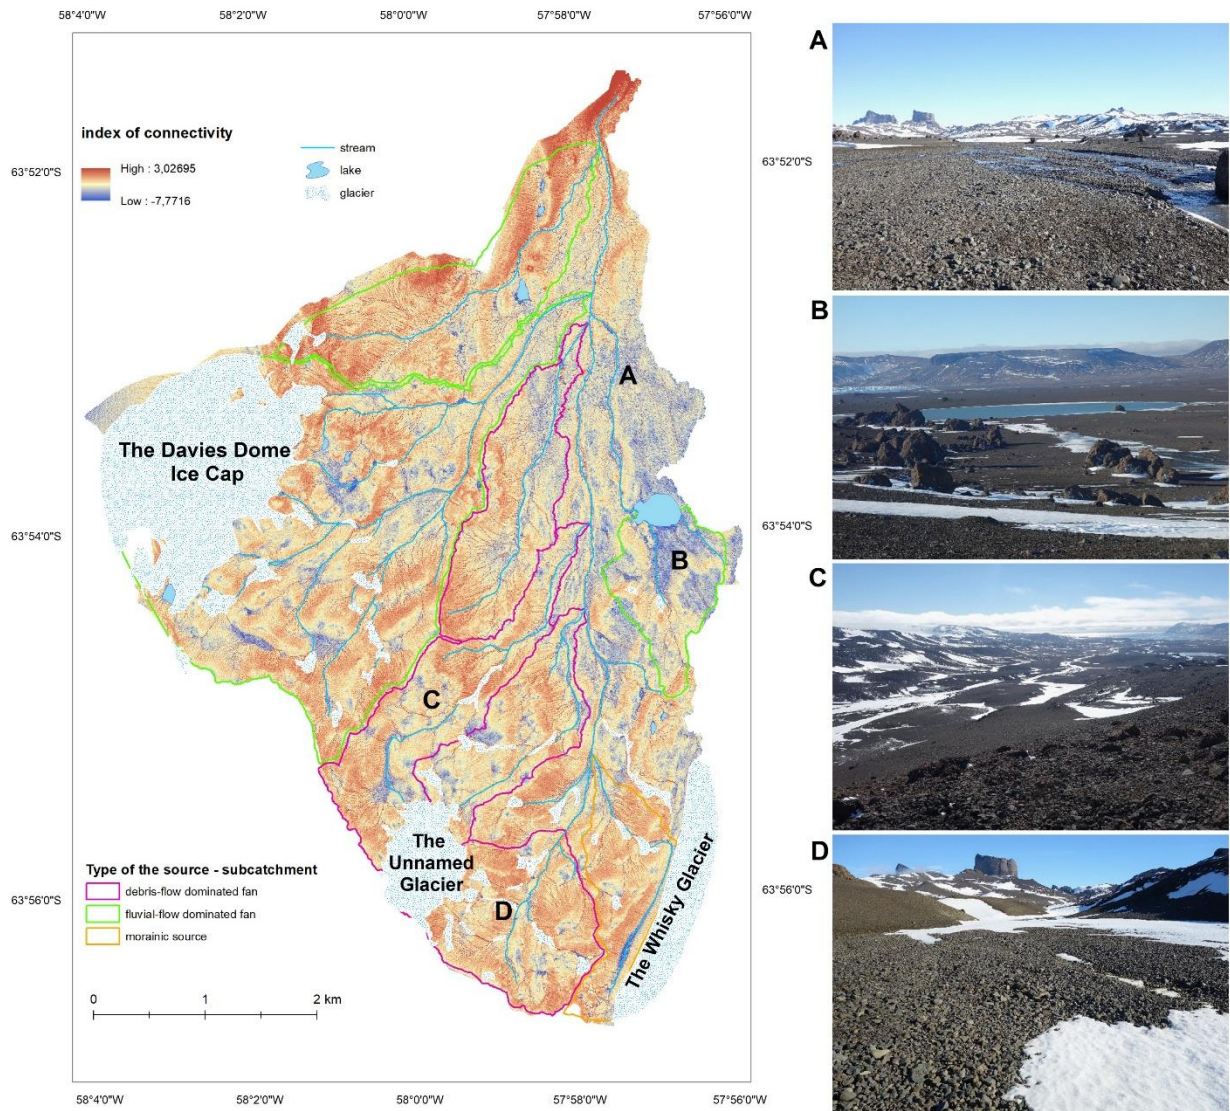 58°4'0"W
58°2'0"W
58°0'0"W
57°58'0"W
57°56'0"W
index of connectivity
High : 3,02695
Low : -7,7716
stream
lake
glacier
63°52'0"S
63°52'0"S
A
The Davies Dome
Ice Cap
63°54'0"S
63°54'0"S
B
C
The
Unnamed
Glacier
The Whisky Glacier
D
63°56'0"S
63°56'0"S
Type of the source - subcatchment
debris-flow dominated fan
fluvial-flow dominated fan
morainic source
0
1
2 km
58°4'0"W
58°2'0"W
58°0'0"W
57°58'0"W
57°56'0"W
A
B
C
D